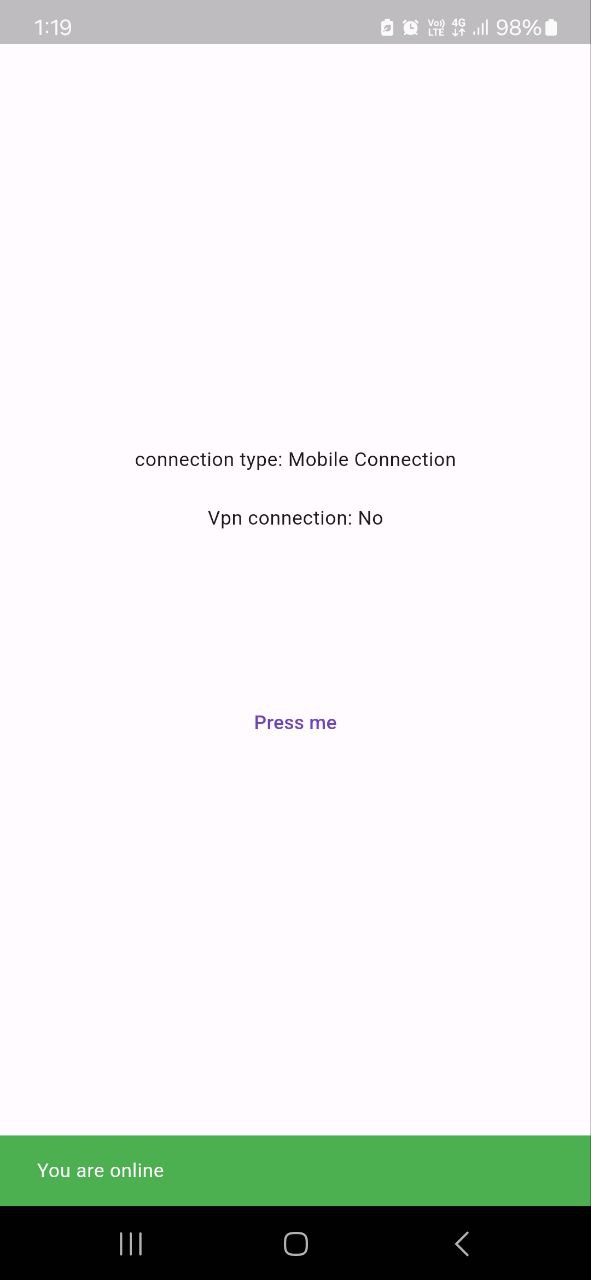 1:19 Vo)) LTE 4G 98%
connection type: Mobile Connection
Vpn connection: No
Press me
You are online